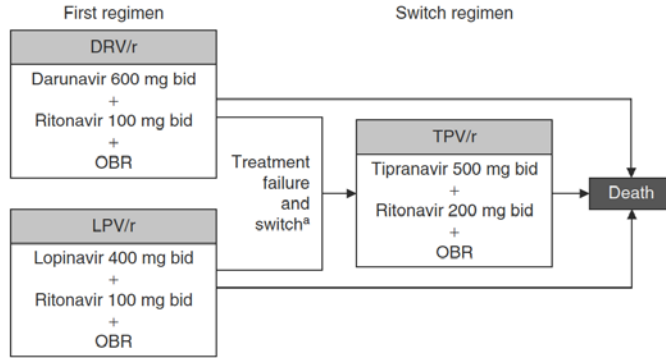 First regimen
Switch regimen
DRV/r
Darunavir 600 mg bid
+
Ritonavir 100 mg bid
+
OBR
Treatment
failure
and
switchᵃ
TPV/r
Tipranavir 500 mg bid
+
Ritonavir 200 mg bid
+
OBR
Death
LPV/r
Lopinavir 400 mg bid
+
Ritonavir 100 mg bid
+
OBR